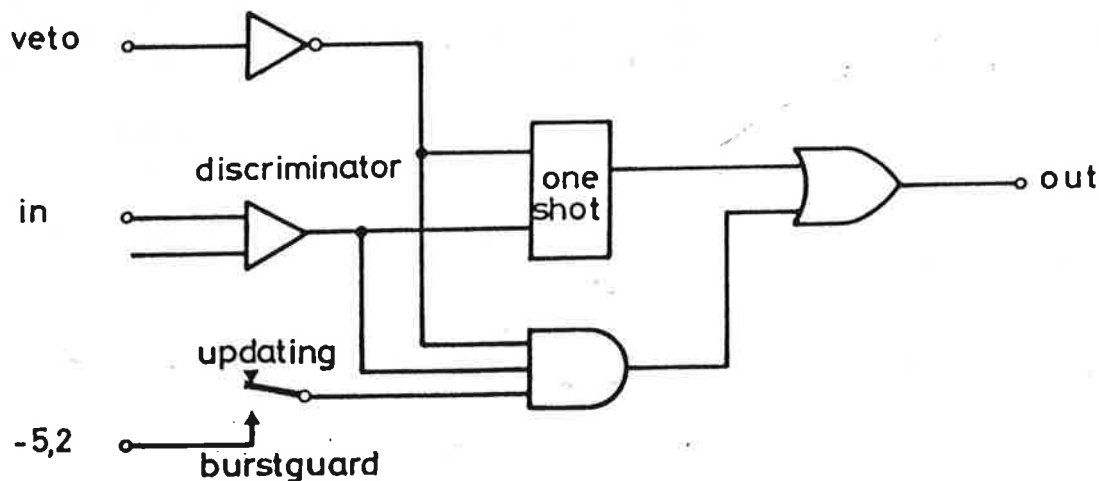 veto
discriminator
one
shot
out
in
updating
-5,2
burstguard